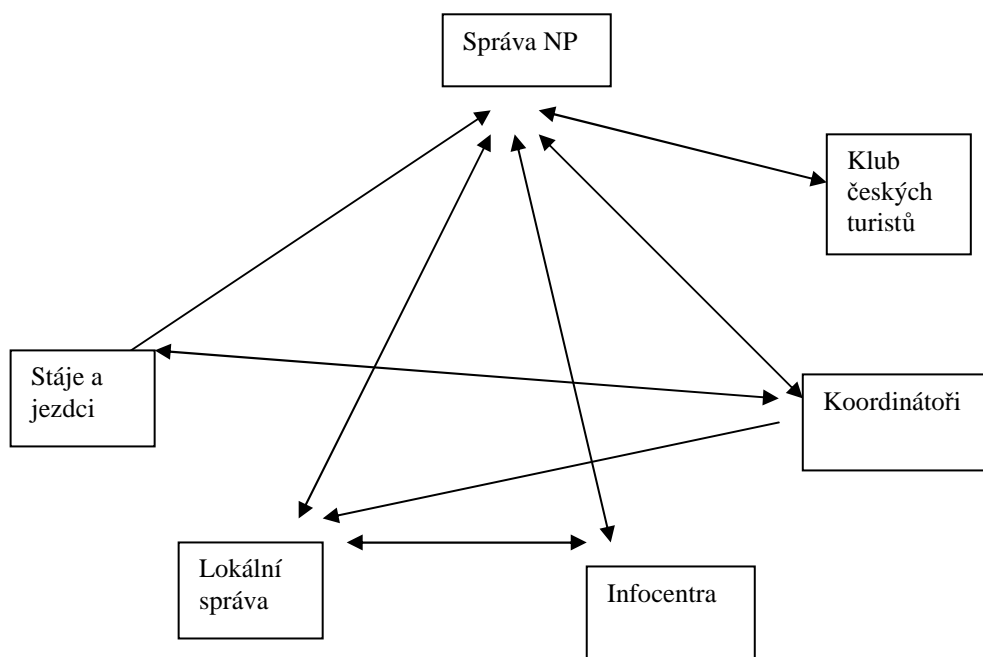 Správa NP
Klub
českých
turistů
Stáje a
jezdci
Koordinátoři
Lokální
správa
Infocentra